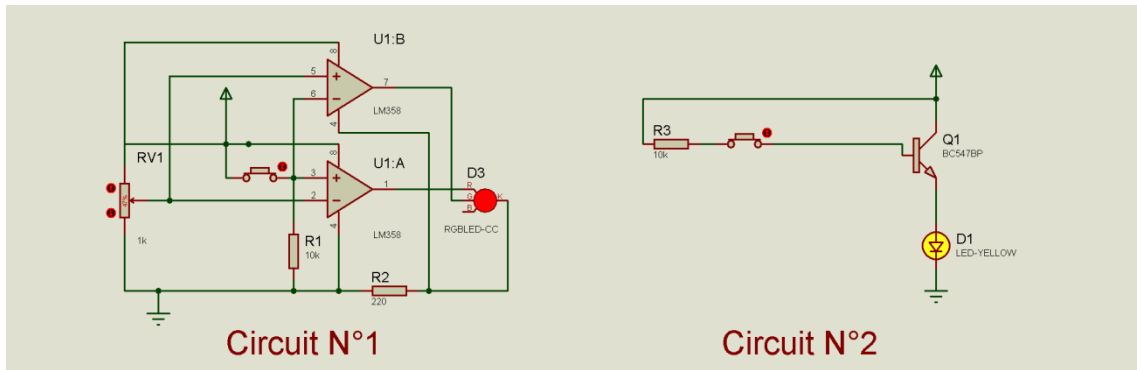 U1:B
8
5
6
7
4
LM358
RV1
47%
1k
U1:A
8
3
2
1
4
LM358
R1
10k
R2
220
D3
R
G
B
K
RGBLED-CC
Circuit N°1
R3
10k
Q1
BC547BP
D1
LED-YELLOW
Circuit N°2